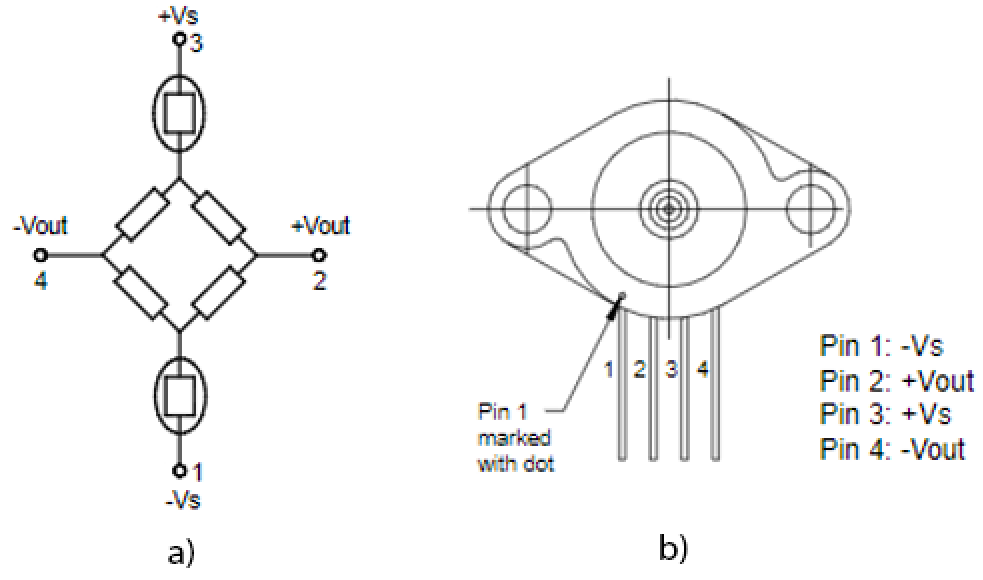 +Vs
3
-Vout
+Vout
4
2
1
-Vs
a)
1 2 3 4
Pin 1
marked
with dot
Pin 1: -Vs
Pin 2: +Vout
Pin 3: +Vs
Pin 4: -Vout
b)